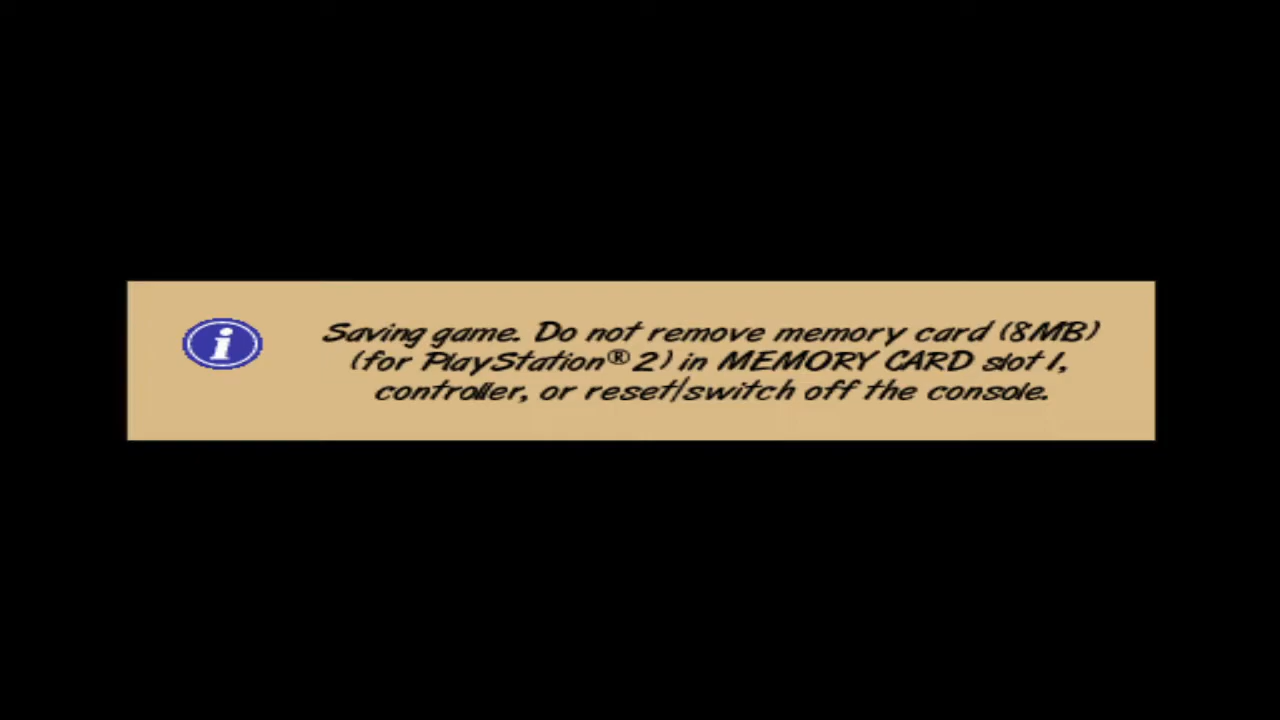 i
Saving game. Do not remove memory card (8MB)
(for PlayStation®2) in MEMORY CARD slot 1,
controller, or reset/switch off the console.